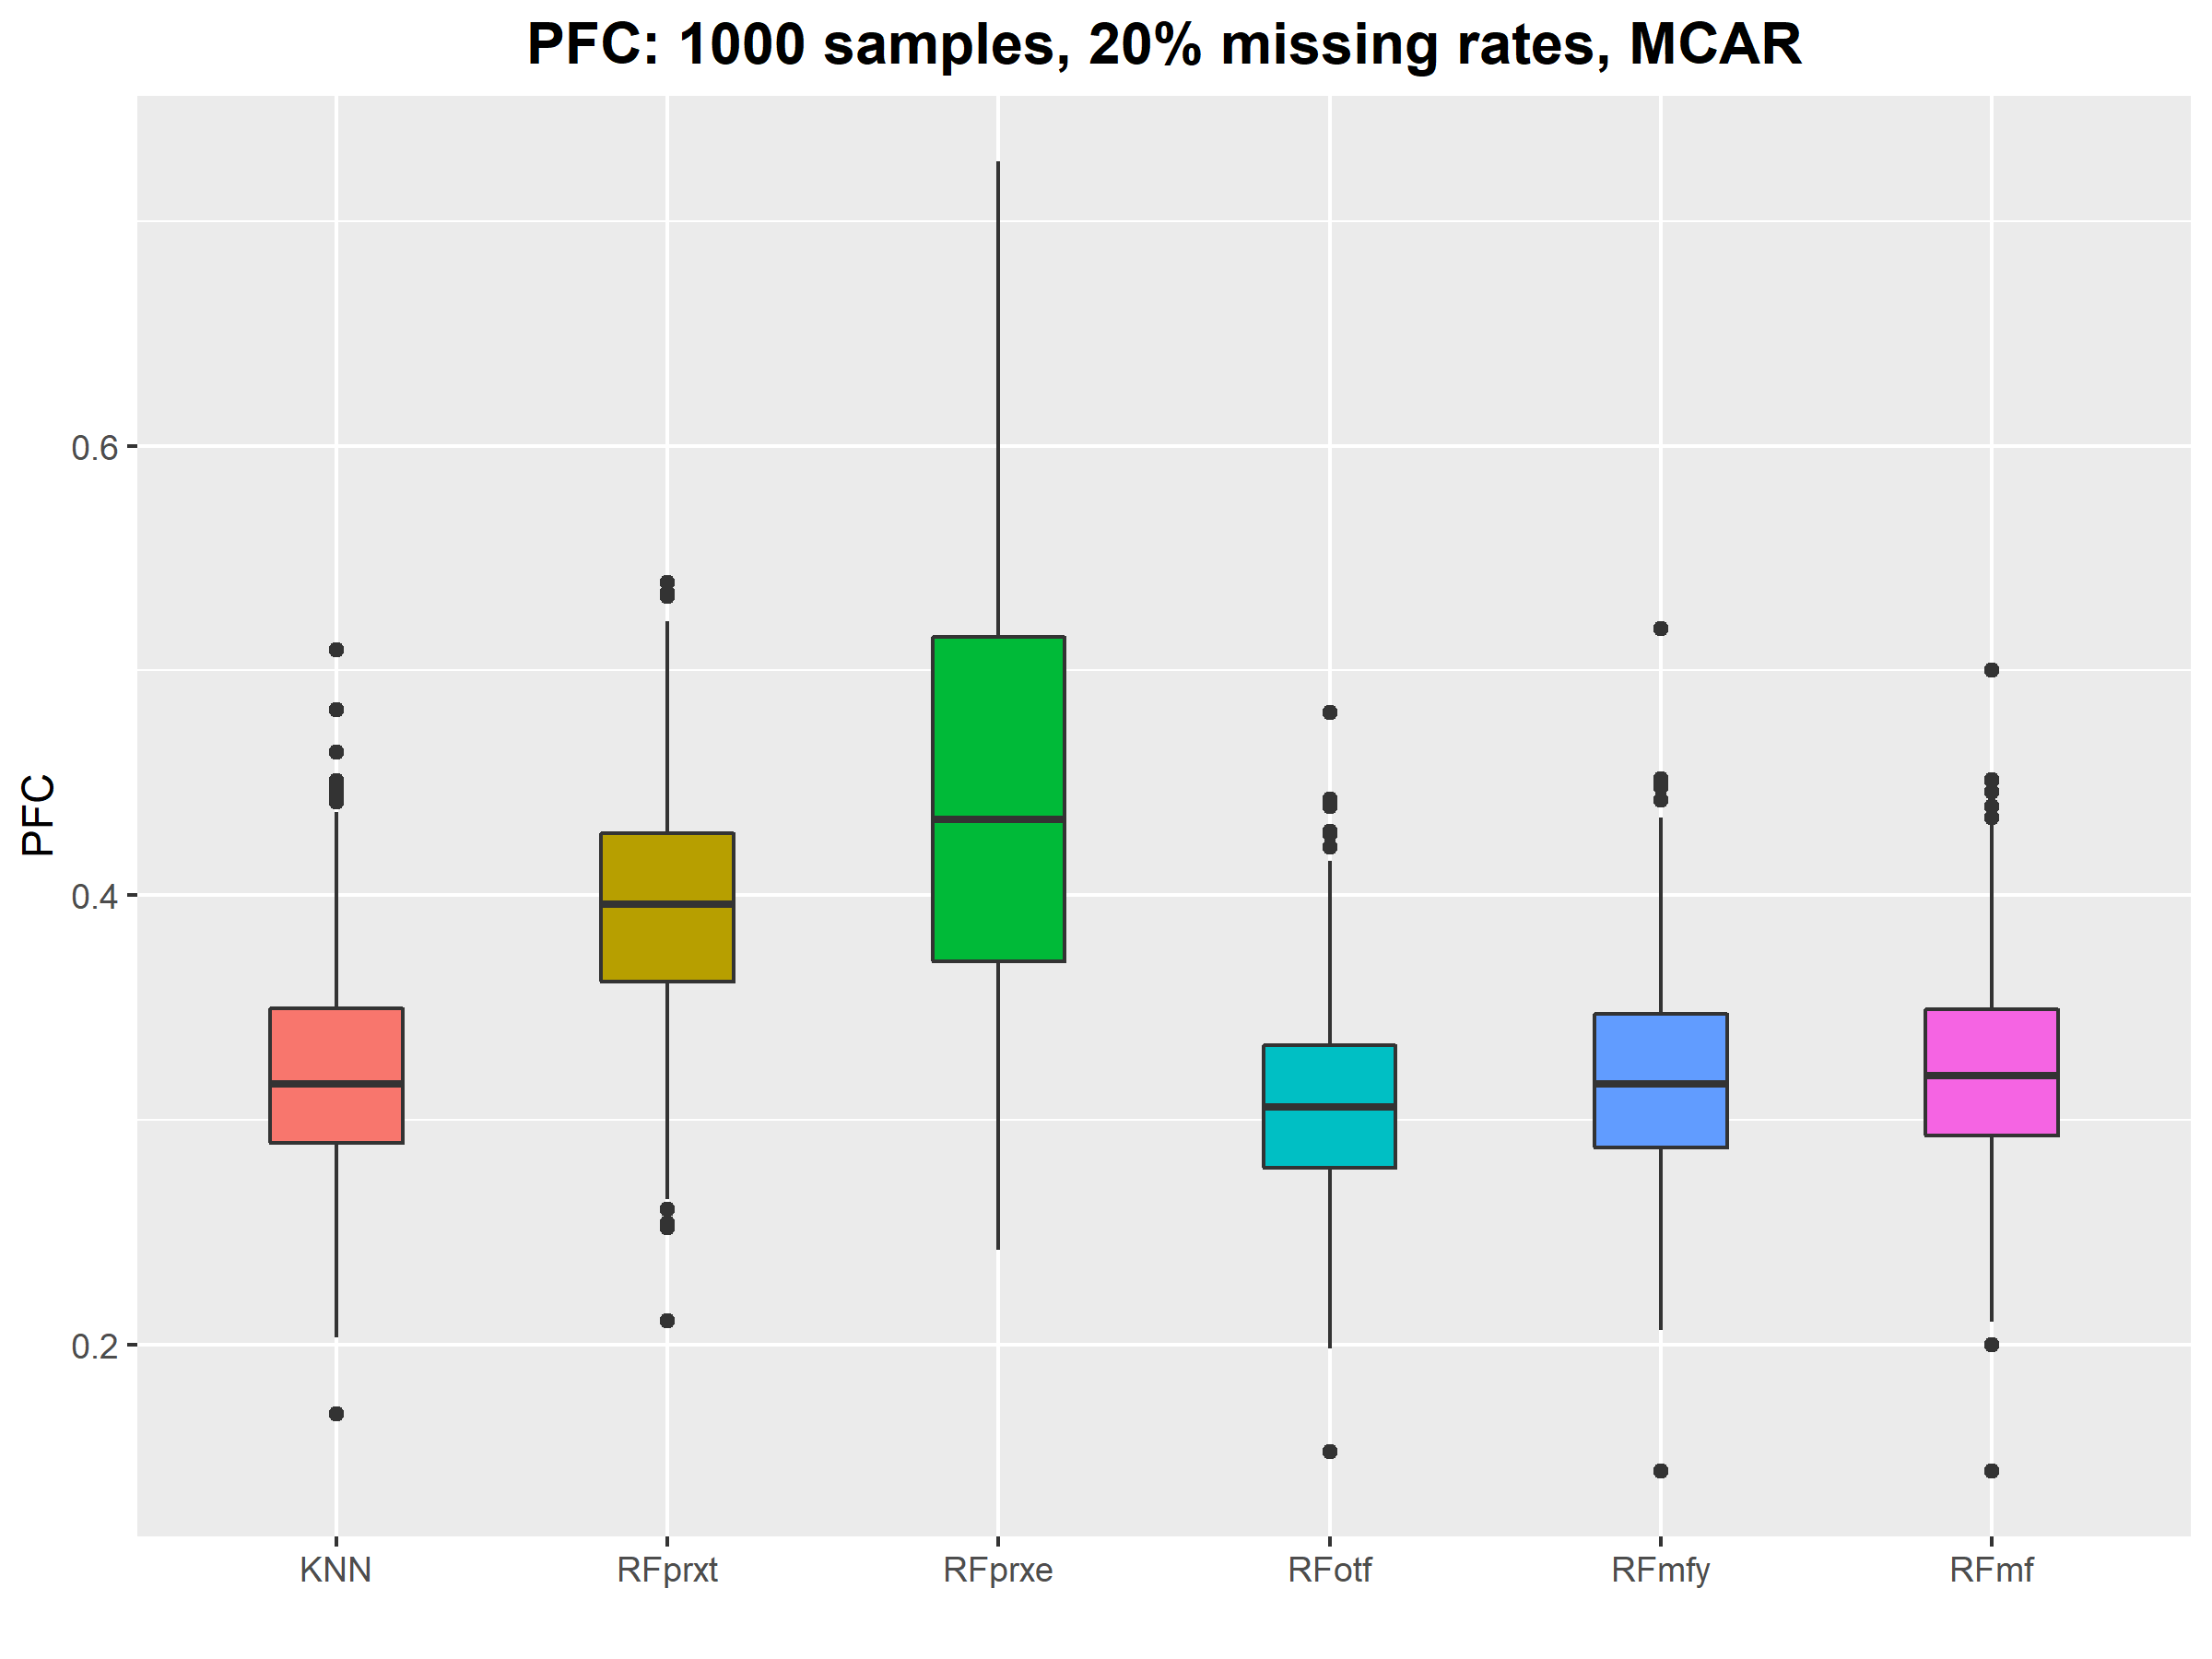 PFC: 1000 samples, 20% missing rates, MCAR
PFC
0.6
0.4
0.2
KNN RFprxt RFprxe RFotf RFmfy RFmf